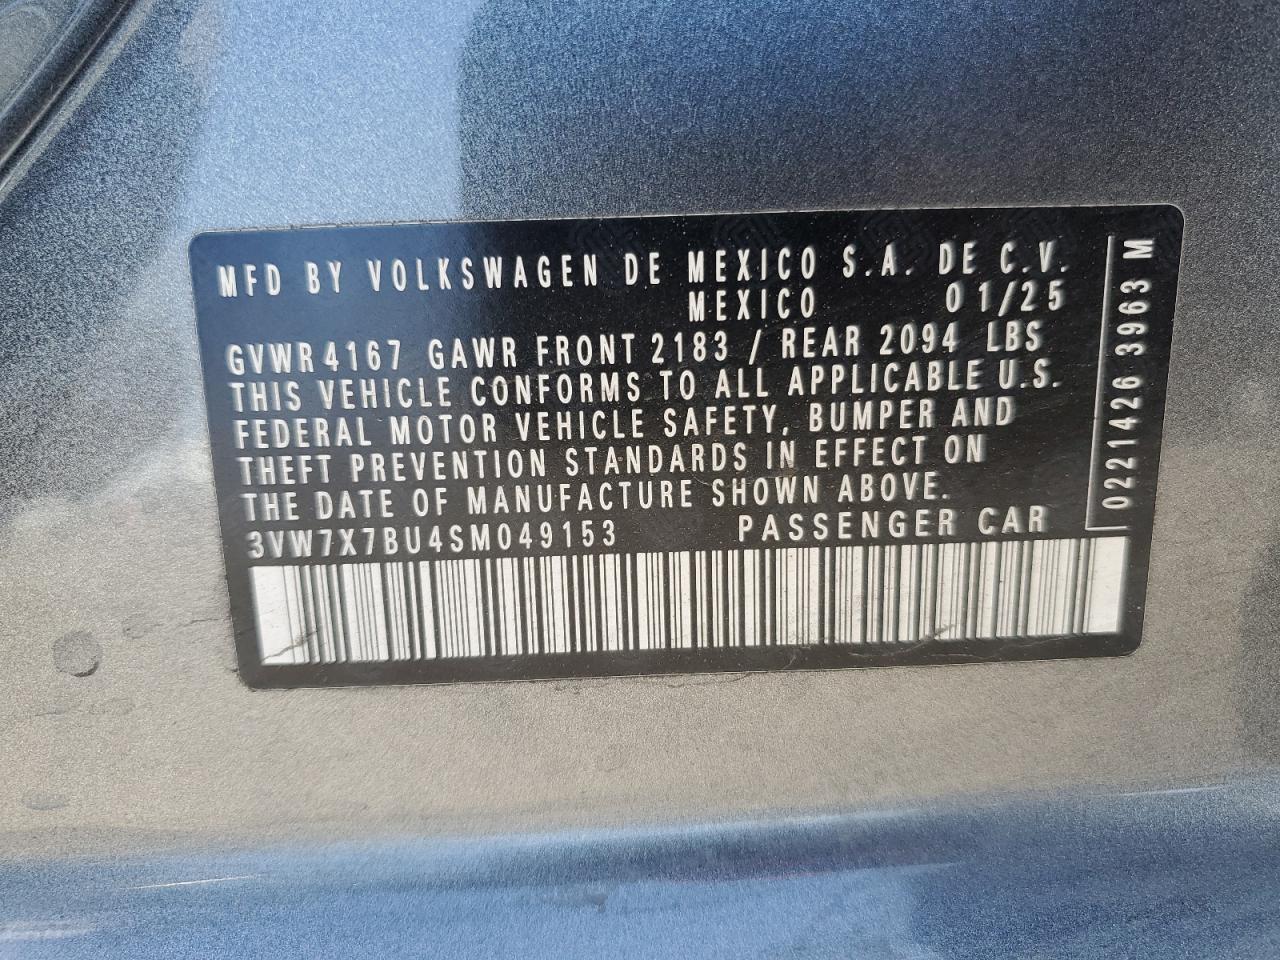 MFD BY VOLKSWAGEN DE MEXICO S.A. DE C.V.
MEXICO 01/25
GVWR 4167 GAWR FRONT 2183 / REAR 2094 LBS
THIS VEHICLE CONFORMS TO ALL APPLICABLE U.S.
FEDERAL MOTOR VEHICLE SAFETY, BUMPER AND
THEFT PREVENTION STANDARDS IN EFFECT ON
THE DATE OF MANUFACTURE SHOWN ABOVE.
3VW7X7BU4SM049153 PASSENGER CAR
0221426 3963 M